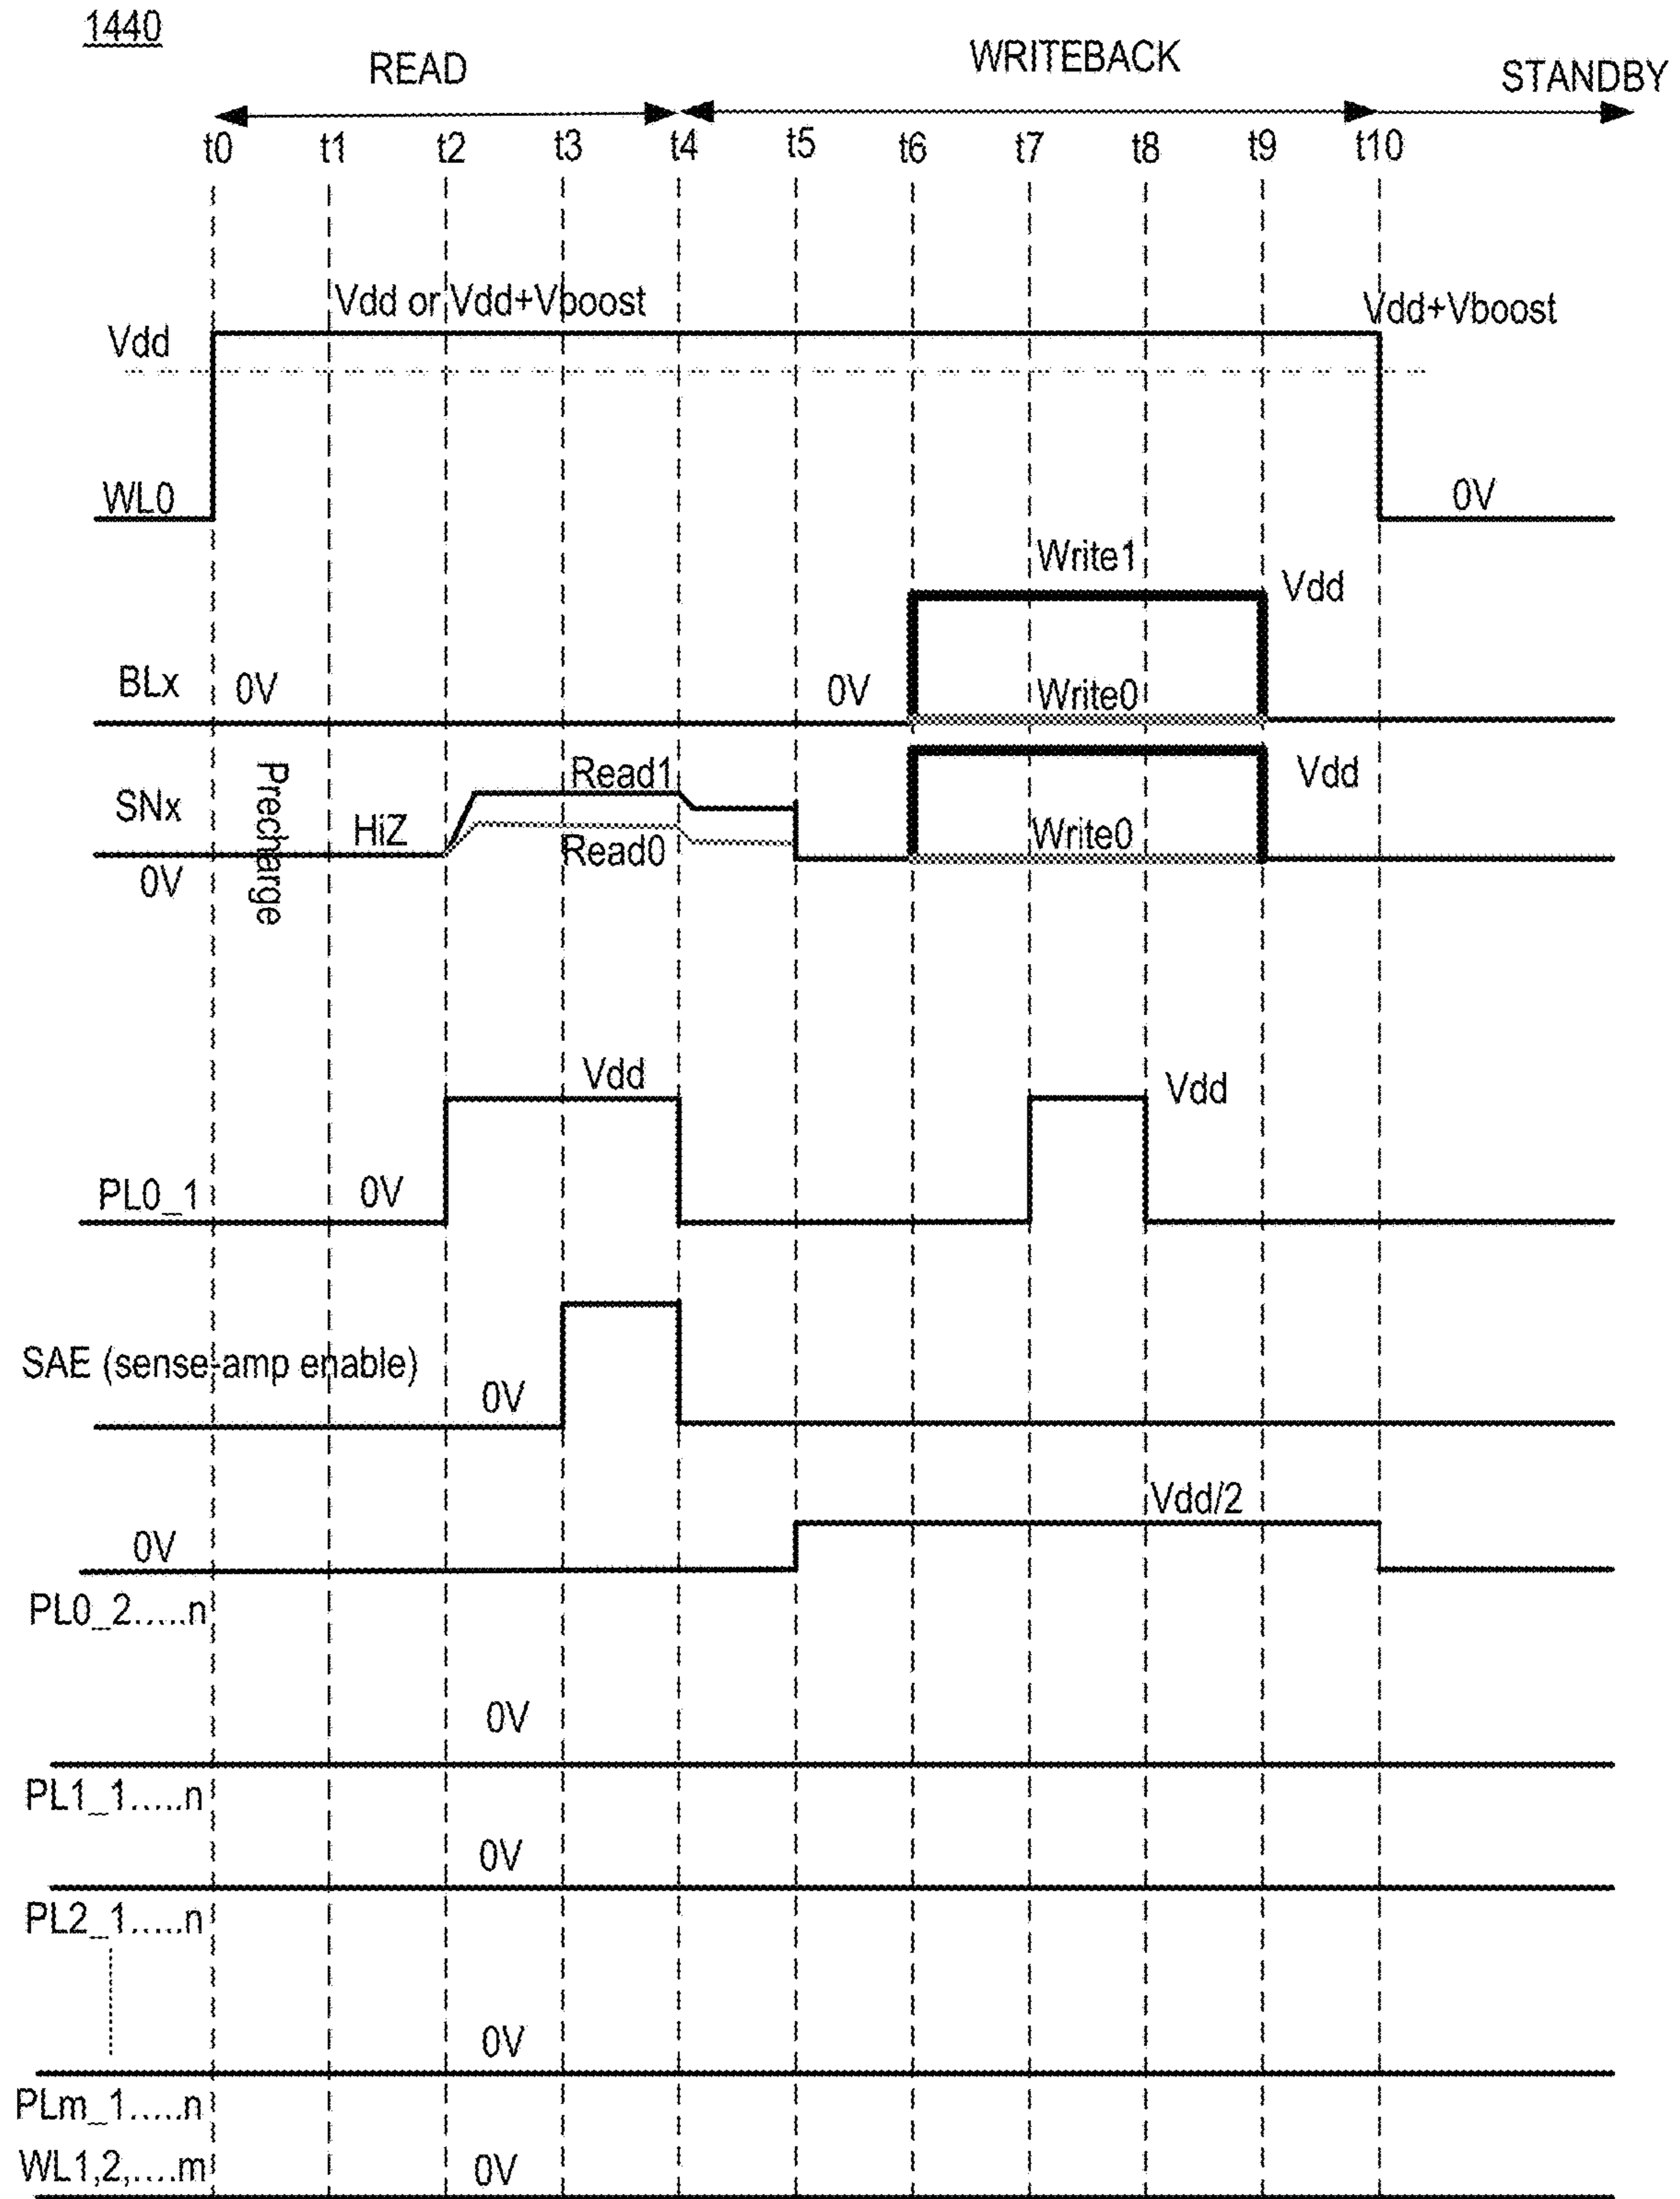 1440
READ
WRITEBACK
STANDBY
t0 t1 t2 t3 t4 t5 t6 t7 t8 t9 t10
Vdd or Vdd+Vboost
Vdd+Vboost
Vdd
WL0
0V
Write1
Vdd
BLx
0V
0V
Write0
Precharge
Read1
Vdd
SNx
HiZ
Read0
Write0
0V
Vdd
Vdd
PL0_1
0V
SAE (sense-amp enable)
0V
Vdd/2
0V
PL0_2.....n
0V
PL1_1.....n
0V
PL2_1.....n
0V
PLm_1.....n
WL1,2,....m
0V